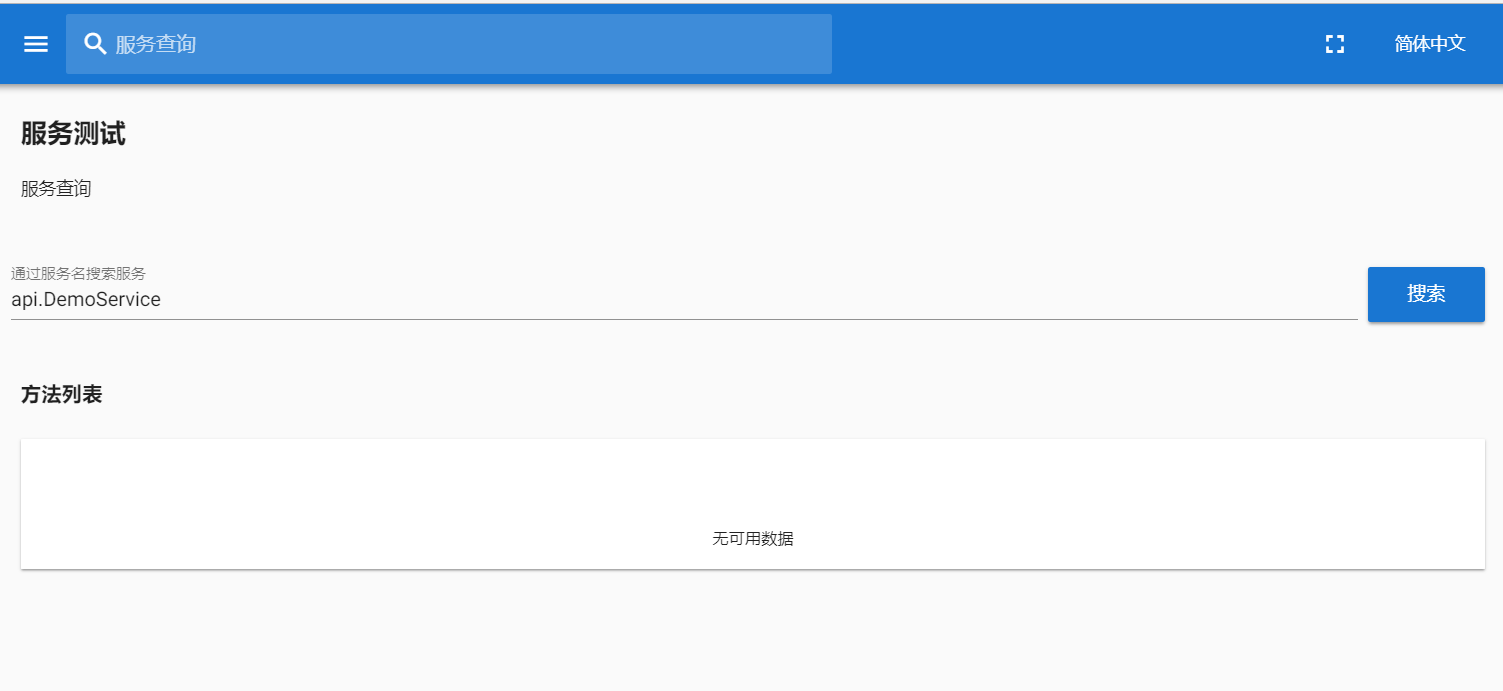 服务查询
简体中文
服务测试
服务查询
通过服务名搜索服务
api.DemoService
搜索
方法列表
无可用数据